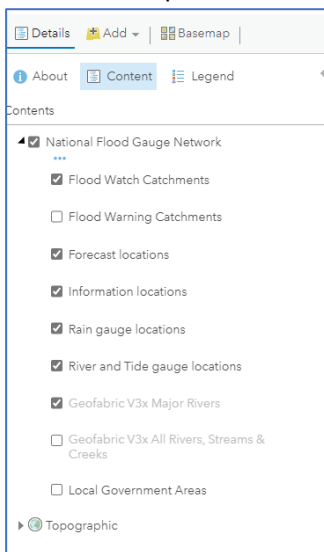 Details Add Basemap
About Content Legend
Contents
National Flood Gauge Network
Flood Watch Catchments
Flood Warning Catchments
Forecast locations
Information locations
Rain gauge locations
River and Tide gauge locations
Geofabric V3x Major Rivers
Geofabric V3x All Rivers, Streams &
Creeks
Local Government Areas
Topographic